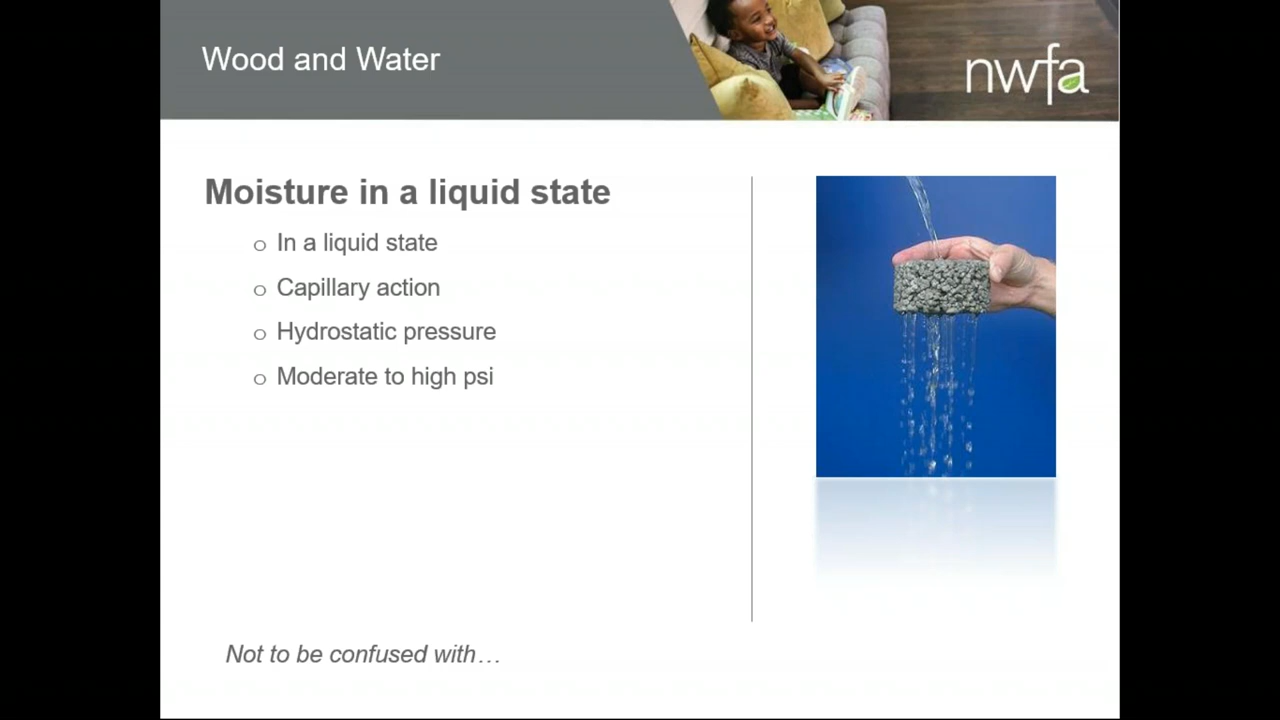 Wood and Water
nwfa
Moisture in a liquid state
o In a liquid state
o Capillary action
o Hydrostatic pressure
o Moderate to high psi
Not to be confused with…